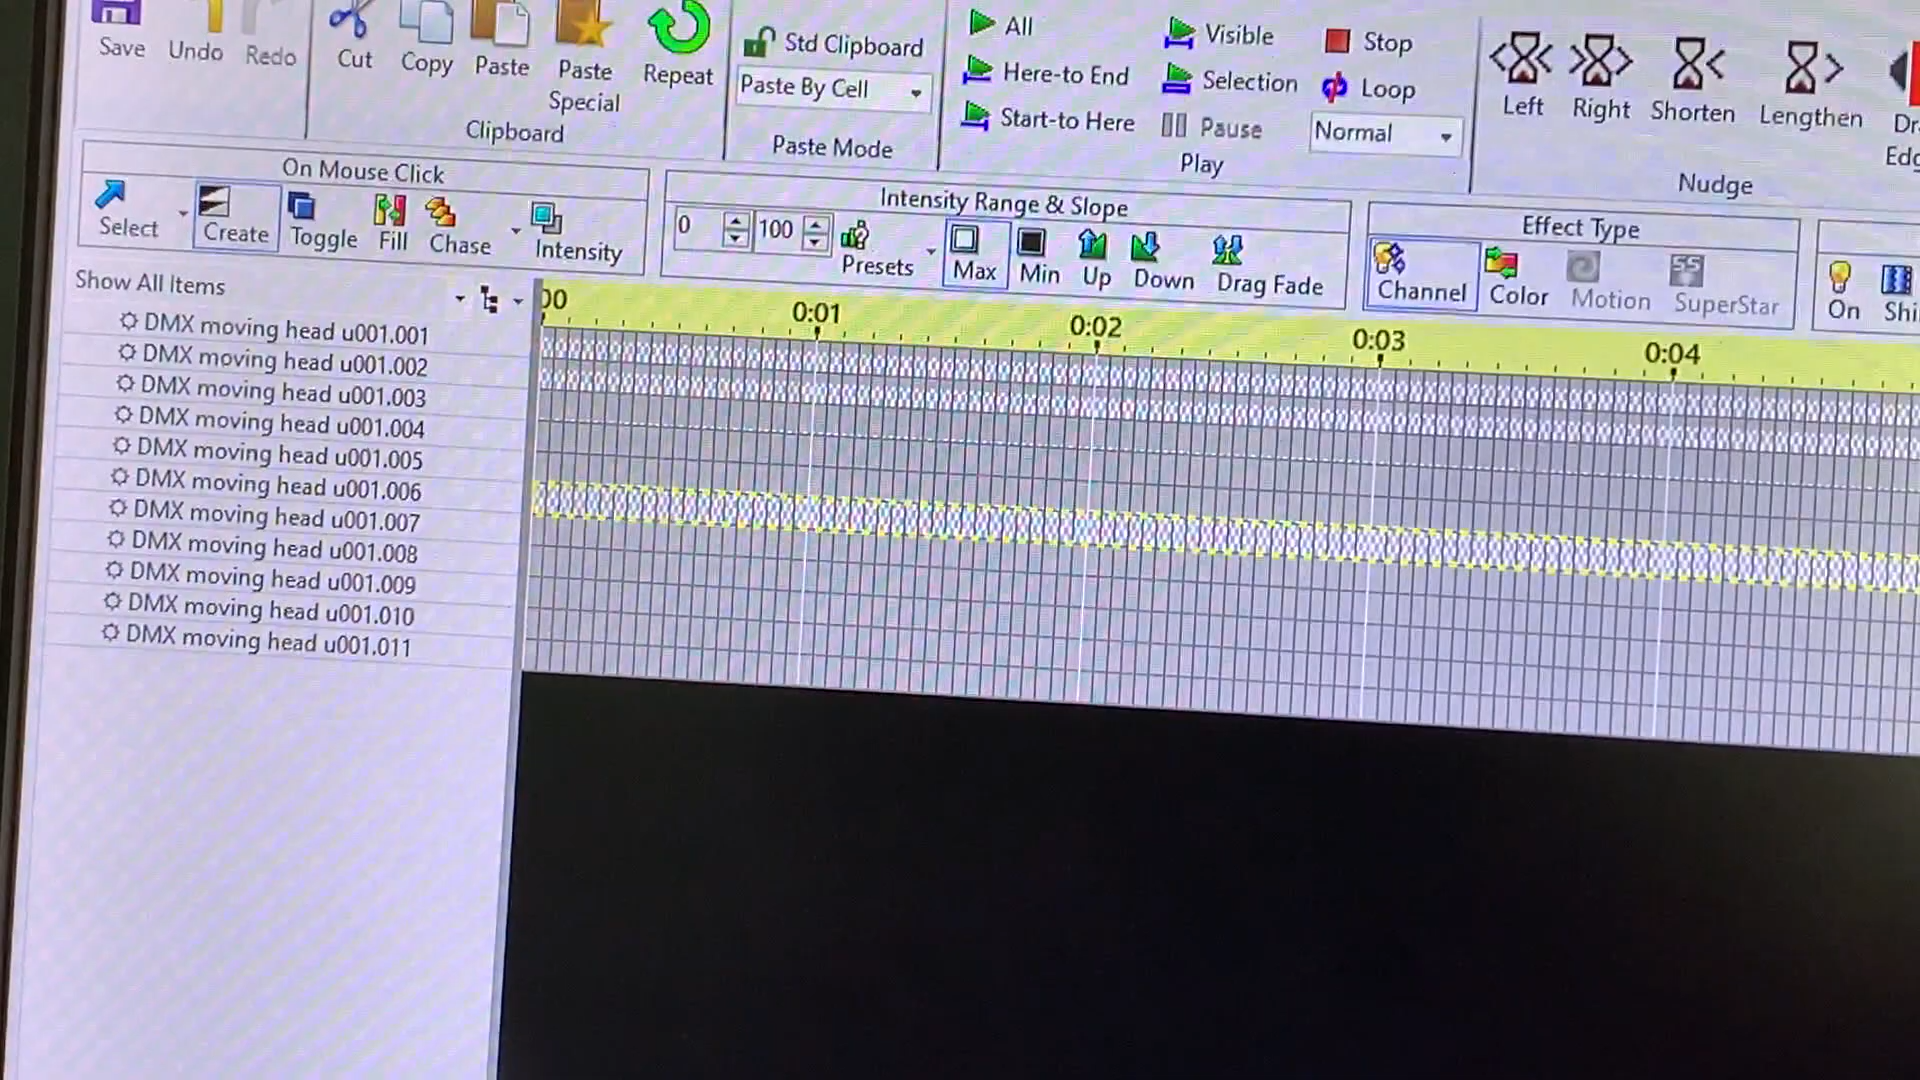 Save
Undo
Redo
Cut
Copy
Paste
Paste Special
Repeat
Clipboard
Std Clipboard
Paste By Cell
Paste Mode
All
Here-to End
Start-to Here
Visible
Selection
Pause
Stop
Loop
Normal
Play
Left
Right
Shorten
Lengthen
Nudge
On Mouse Click
Select
Create
Toggle
Fill
Chase
Intensity
Intensity Range & Slope
0
100
Presets
Max
Min
Up
Down
Drag Fade
Effect Type
Channel
Color
Motion
SuperStar
On
Show All Items
00
0:01
0:02
0:03
0:04
DMX moving head u001.001
DMX moving head u001.002
DMX moving head u001.003
DMX moving head u001.004
DMX moving head u001.005
DMX moving head u001.006
DMX moving head u001.007
DMX moving head u001.008
DMX moving head u001.009
DMX moving head u001.010
DMX moving head u001.011